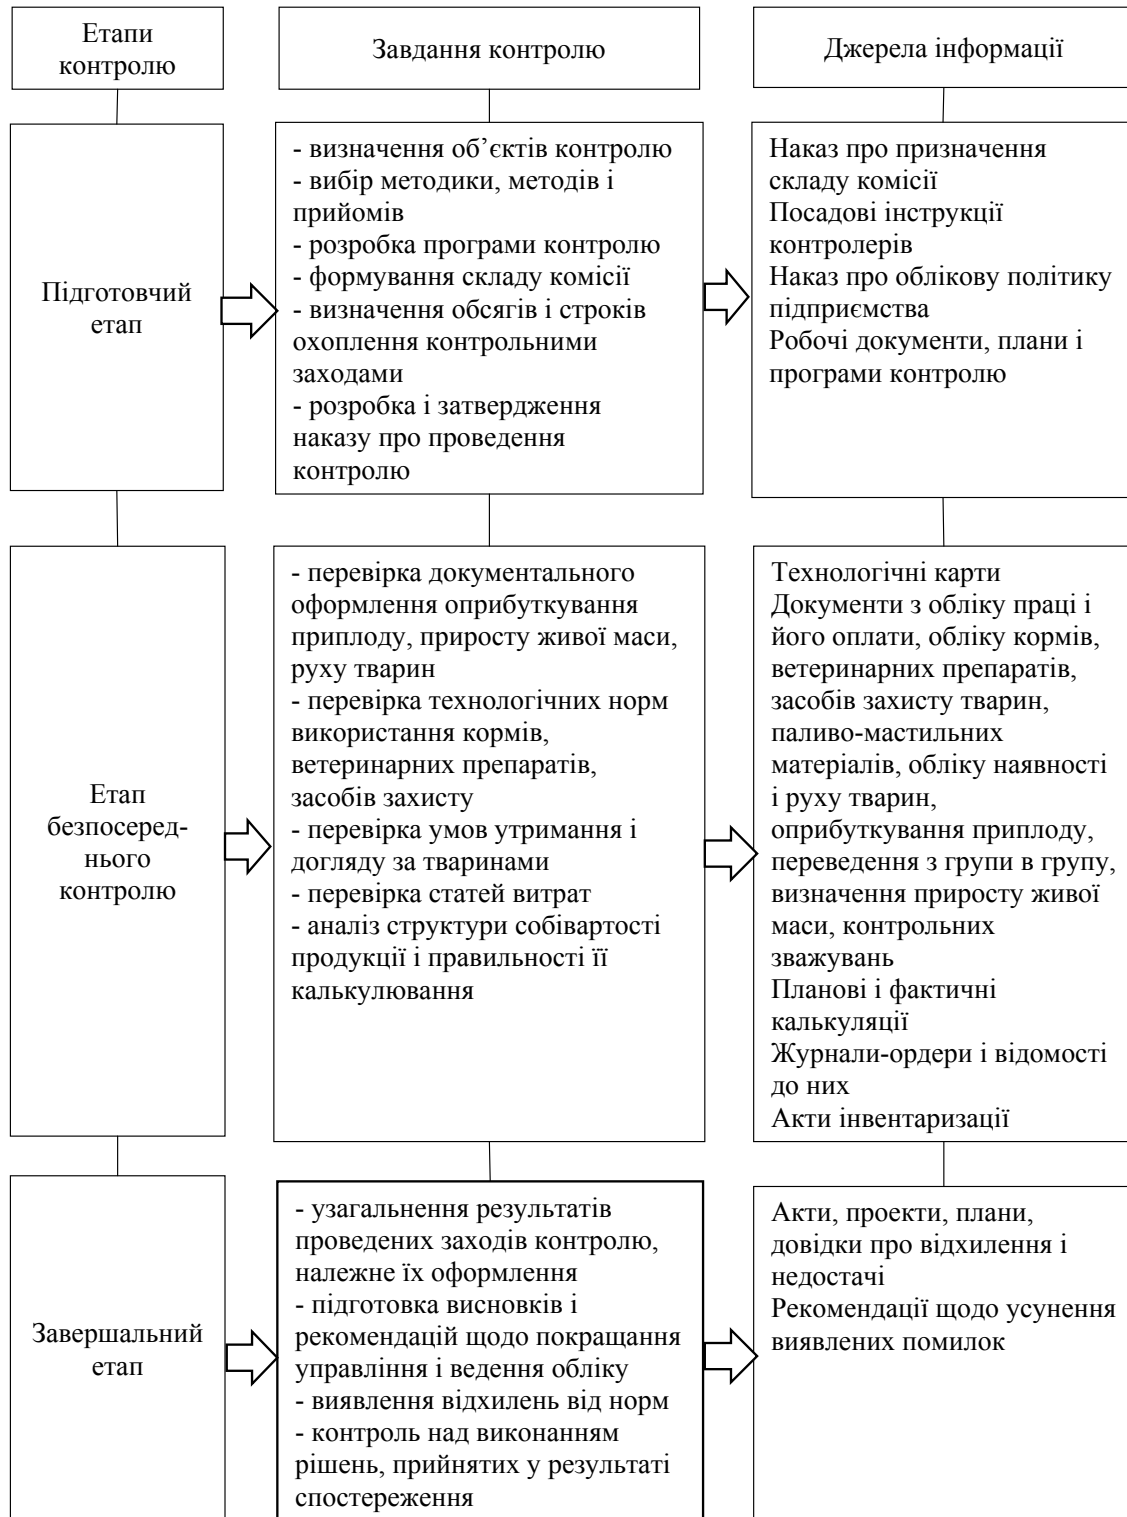 Етапи
контролю
Завдання контролю
Джерела інформації
Підготовчий
етап
- визначення об’єктів контролю
- вибір методики, методів і
прийомів
- розробка програми контролю
- формування складу комісії
- визначення обсягів і строків
охоплення контрольними
заходами
- розробка і затвердження
наказу про проведення
контролю
Наказ про призначення
складу комісії
Посадові інструкції
контролерів
Наказ про облікову політику
підприємства
Робочі документи, плани і
програми контролю
Етап
безпосеред-
нього
контролю
- перевірка документального
оформлення оприбуткування
приплоду, приросту живої маси,
руху тварин
- перевірка технологічних норм
використання кормів,
ветеринарних препаратів,
засобів захисту
- перевірка умов утримання і
догляду за тваринами
- перевірка статей витрат
- аналіз структури собівартості
продукції і правильності її
калькулювання
Технологічні карти
Документи з обліку праці і
його оплати, обліку кормів,
ветеринарних препаратів,
засобів захисту тварин,
паливо-мастильних
матеріалів, обліку наявності
і руху тварин,
оприбуткування приплоду,
переведення з групи в групу,
визначення приросту живої
маси, контрольних
зважувань
Планові і фактичні
калькуляції
Журнали-ордери і відомості
до них
Акти інвентаризації
Завершальний
етап
- узагальнення результатів
проведених заходів контролю,
належне їх оформлення
- підготовка висновків і
рекомендацій щодо покращання
управління і ведення обліку
- виявлення відхилень від норм
- контроль над виконанням
рішень, прийнятих у результаті
спостереження
Акти, проекти, плани,
довідки про відхилення і
недостачі
Рекомендації щодо усунення
виявлених помилок